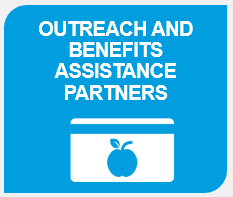 OUTREACH AND
BENEFITS
ASSISTANCE
PARTNERS